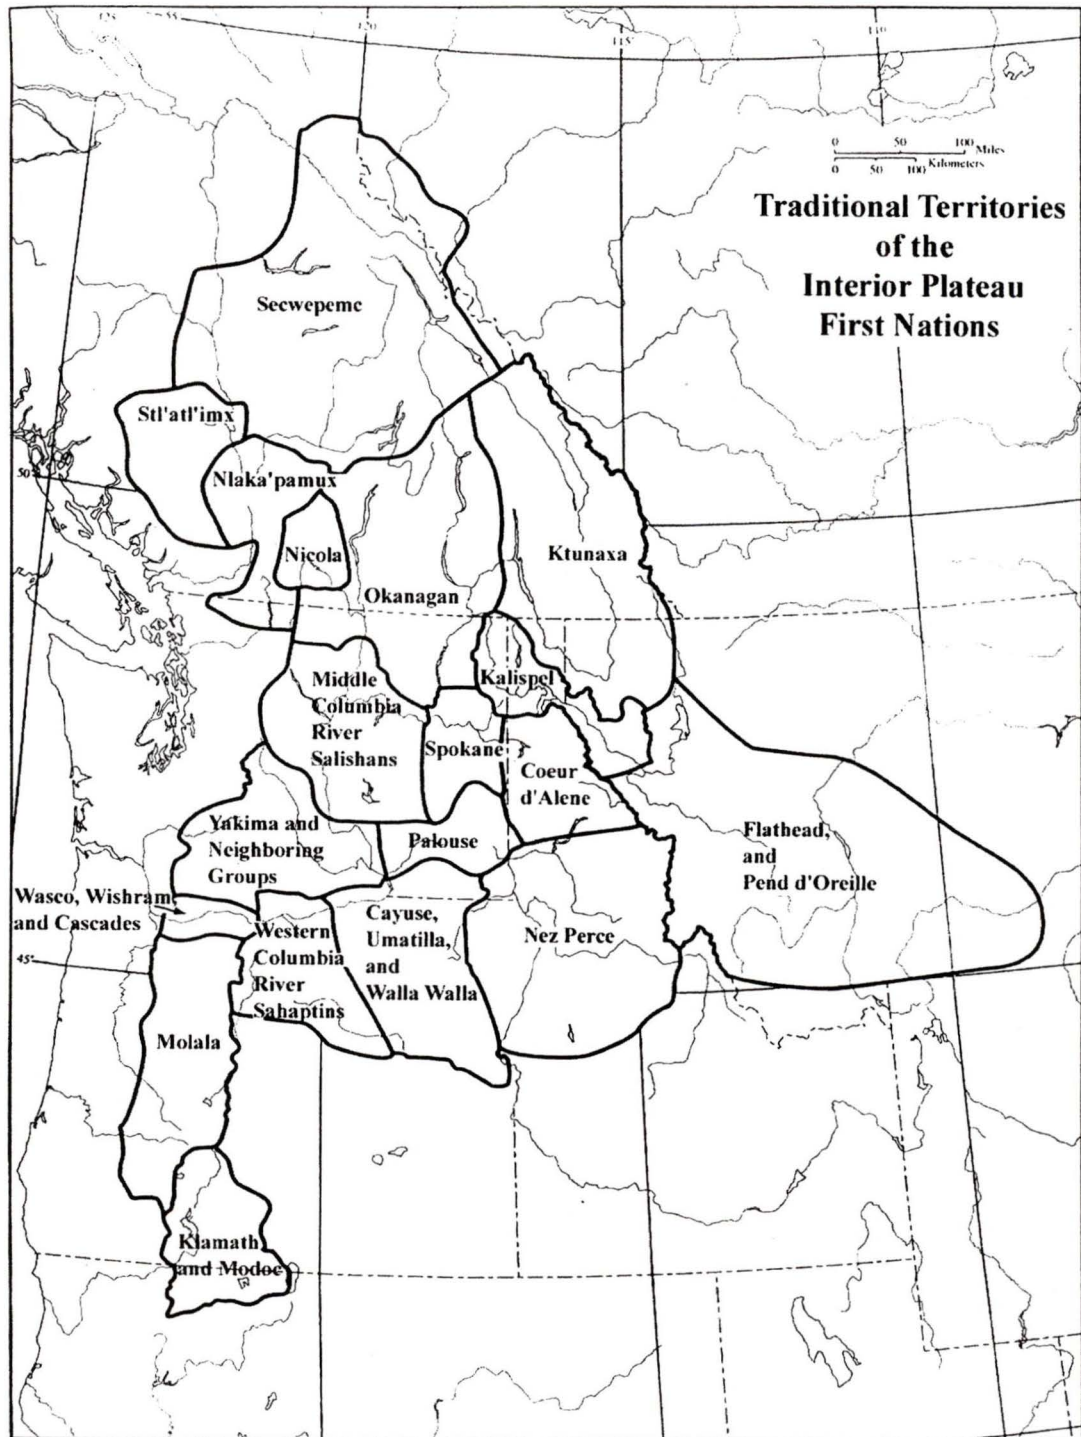 125
55
120
115°
110
0 50 100 Miles
0 50 100 Kilometers
Traditional Territories
of the
Interior Plateau
First Nations
Secwepemc
Stl'atl'imx
50°
Nlaka'pamux
Nicola
Ktunaxa
Okanagan
Middle
Columbia
River
Salishans
Kalispel
Spokane
Coeur
d'Alene
Yakima and
Neighboring
Groups
Palouse
Flathead,
and
Pend d'Oreille
Wasco, Wishram,
and Cascades
Western
Columbia
River
Sahaptins
Cayuse,
Umatilla,
and
Walla Walla
Nez Perce
45°
Molala
Klamath
and Modoc